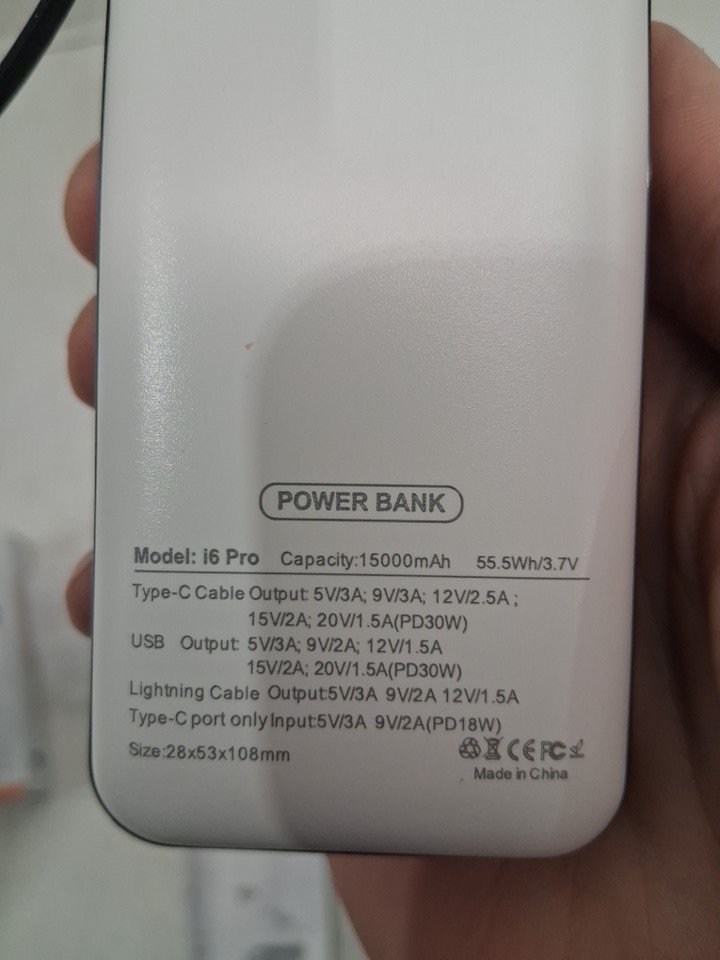 POWER BANK
Model: i6 Pro Capacity:15000mAh 55.5Wh/3.7V
Type-C Cable Output: 5V/3A; 9V/3A; 12V/2.5A ;
15V/2A; 20V/1.5A(PD30W)
USB Output: 5V/3A; 9V/2A; 12V/1.5A
15V/2A; 20V/1.5A(PD30W)
Lightning Cable Output:5V/3A 9V/2A 12V/1.5A
Type-C port only Input:5V/3A 9V/2A(PD18W)
Size:28x53x108mm
CE FC
Made in China